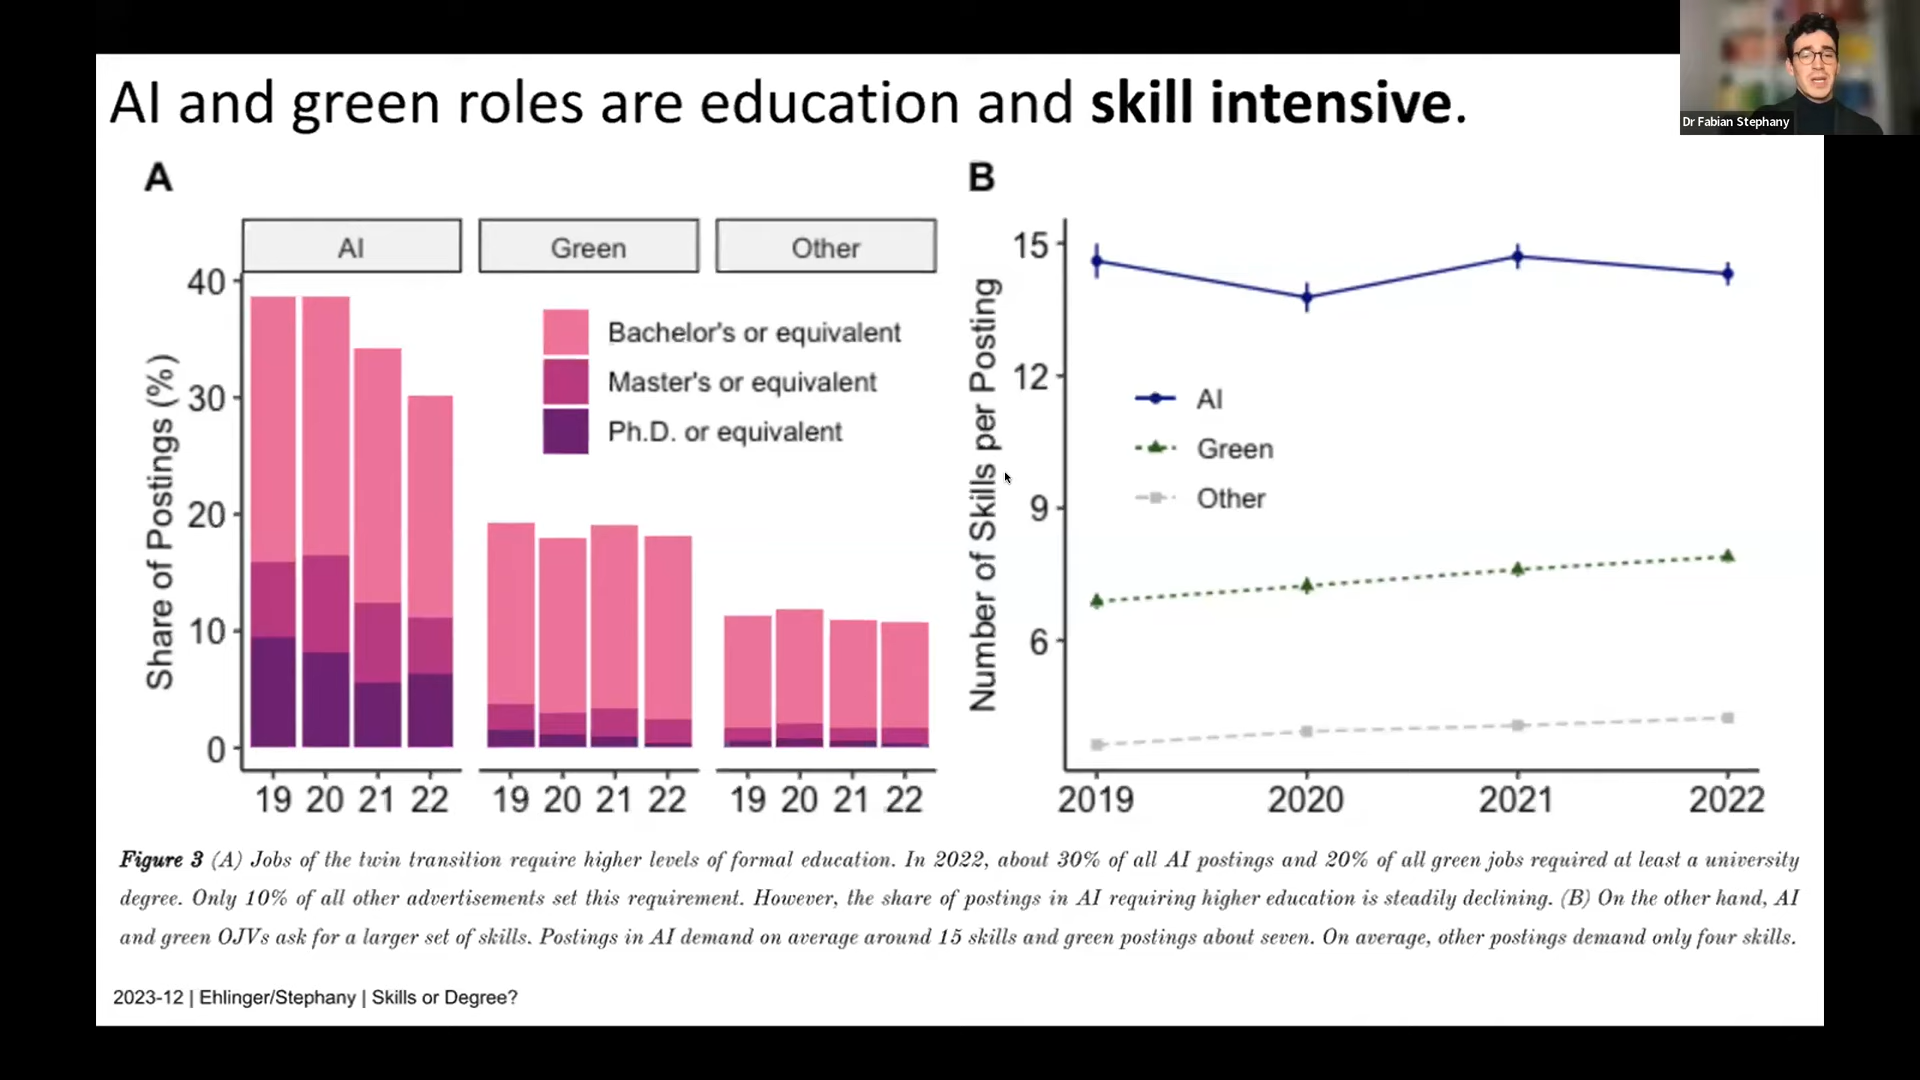 AI and green roles are education and skill intensive.
Dr Fabian Stephany
A
AI
Green
Other
Share of Postings (%)
40
30
20
10
0
Bachelor's or equivalent
Master's or equivalent
Ph.D. or equivalent
19 20 21 22
19 20 21 22
19 20 21 22
B
Number of Skills per Posting
15
12
9
6
AI
Green
Other
2019 2020 2021 2022
Figure 3 (A) Jobs of the twin transition require higher levels of formal education. In 2022, about 30% of all AI postings and 20% of all green jobs required at least a university
degree. Only 10% of all other advertisements set this requirement. However, the share of postings in AI requiring higher education is steadily declining. (B) On the other hand, AI
and green OJVs ask for a larger set of skills. Postings in AI demand on average around 15 skills and green postings about seven. On average, other postings demand only four skills.
2023-12 | Ehlinger/Stephany | Skills or Degree?